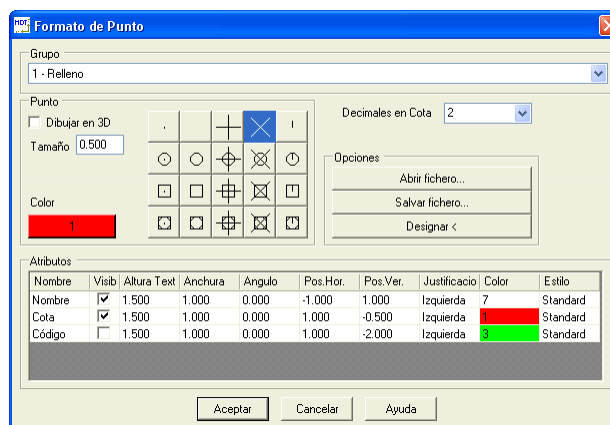 HDT Formato de Punto
Grupo
1 - Relleno
Punto
Dibujar en 3D
Tamaño 0.500
Color
1
Decimales en Cota 2
Opciones
Abrir fichero...
Salvar fichero...
Designar <
Atributos
Nombre Visib Altura Text Anchura Angulo Pos.Hor. Pos.Ver. Justificacio Color Estilo
Nombre 1.500 1.000 0.000 -1.000 1.000 Izquierda 7 Standard
Cota 1.500 1.000 0.000 1.000 -0.500 Izquierda 1 Standard
Código 1.500 1.000 0.000 1.000 -2.000 Izquierda 3 Standard
Aceptar Cancelar Ayuda